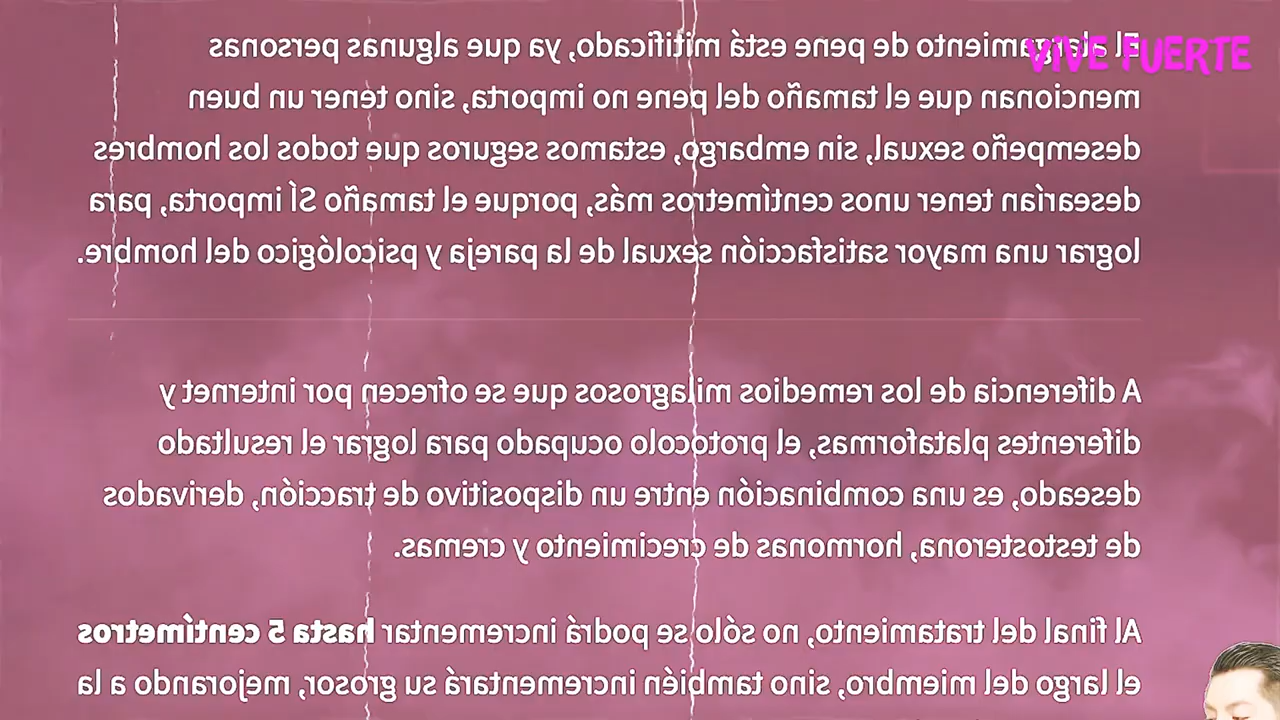 VIVE FUERTE
El alargamiento de pene está mitificado, ya que algunas personas
mencionan que el tamaño del pene no importa, sino tener un buen
desempeño sexual, sin embargo, estamos seguros que todos los hombres
desearían tener unos centímetros más, porque el tamaño SÍ importa, para
lograr una mayor satisfacción sexual de la pareja y psicológico del hombre.
A diferencia de los remedios milagrosos que se ofrecen por internet y
diferentes plataformas, el protocolo ocupado para lograr el resultado
deseado, es una combinación entre un dispositivo de tracción, derivados
de testosterona, hormonas de crecimiento y cremas.
Al final del tratamiento, no sólo se podrá incrementar hasta 5 centímetros
el largo del miembro, sino también incrementará su grosor, mejorando a la